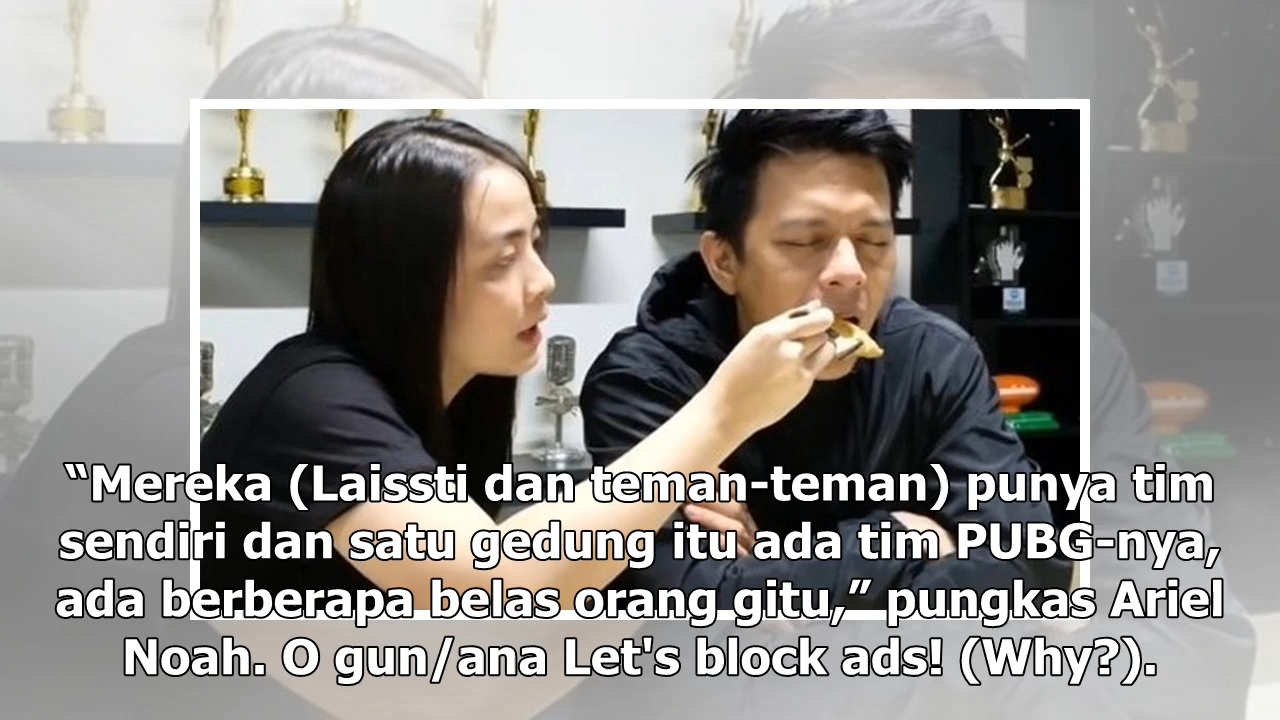 “Mereka (Laissti dan teman-teman) punya tim
sendiri dan satu gedung itu ada tim PUBG-nya,
ada berberapa belas orang gitu,” pungkas Ariel
Noah. O gun/ana Let's block ads! (Why?).